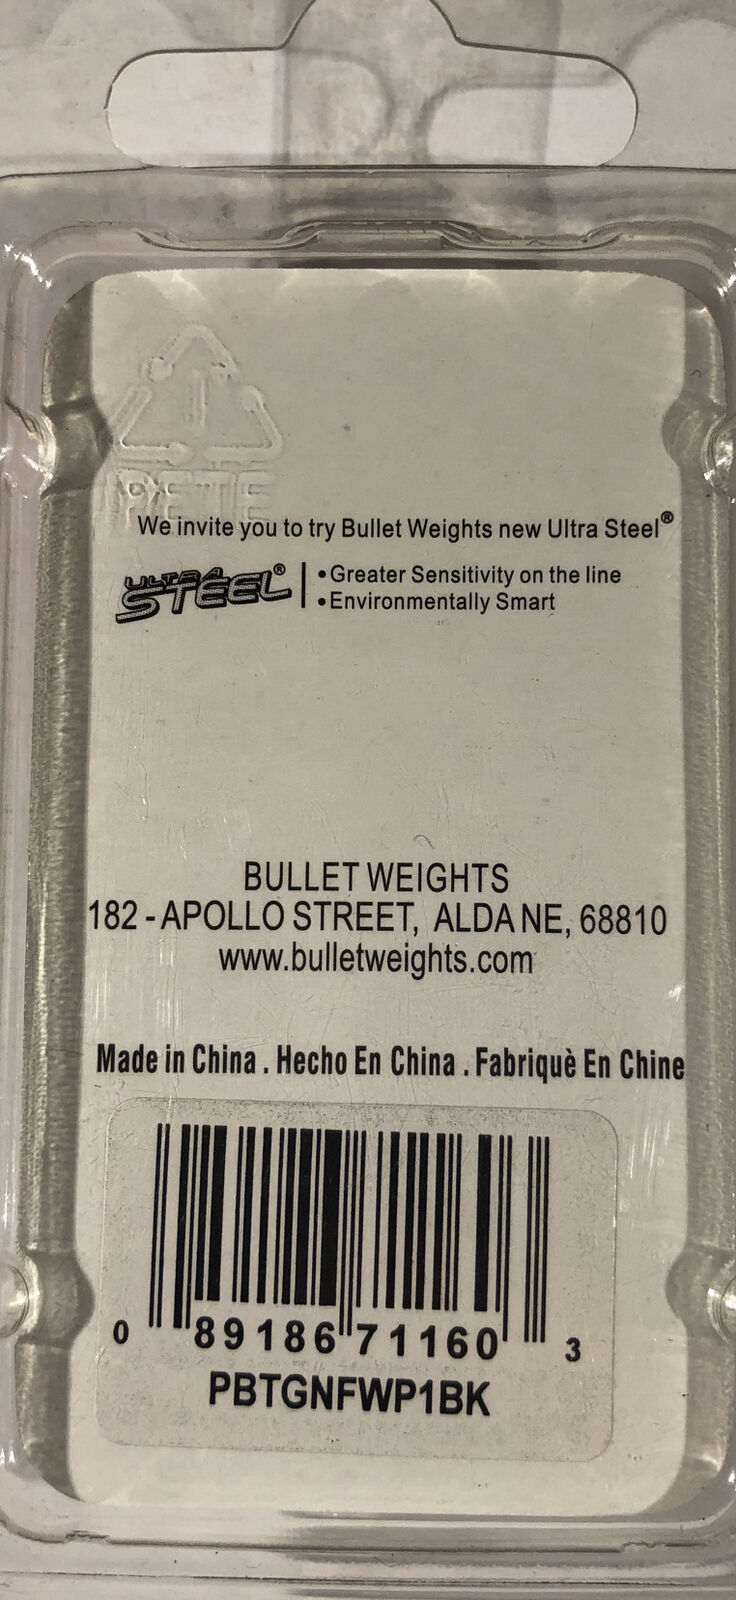 1
PETE
We invite you to try Bullet Weights new Ultra Steel®
ULTRA STEEL® | •Greater Sensitivity on the line
•Environmentally Smart
BULLET WEIGHTS
182 - APOLLO STREET, ALDA NE, 68810
www.bulletweights.com
Made in China . Hecho En China . Fabriquè En Chine
0 89186 71160 3
PBTGNFWP1BK